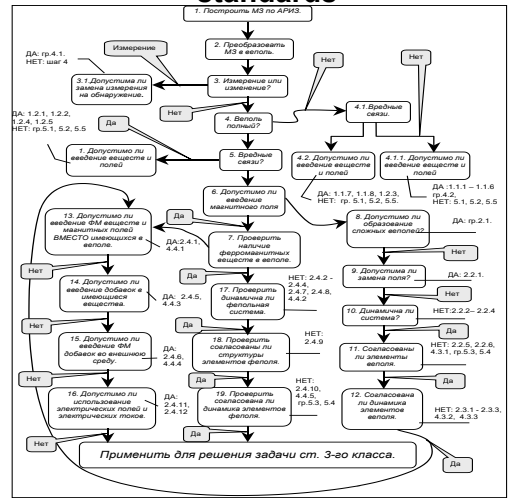 standards
1. Построить МЗ по АРИЗ.
2. Преобразовать
МЗ в веполь.
Измерение
ДА: гр.4.1.
НЕТ: шаг 4
3.1.Допустима ли
замена измерения
на обнаружение.
3. Измерение или
изменение?
Нет
Нет
4. Веполь
полный?
4.1.Вредные
связи.
ДА: 1.2.1, 1.2.2,
1.2.4, 1.2.5
НЕТ: гр.5.1, 5.2, 5.5
Да
1. Допустимо ли
введение веществ и
полей
5. Вредные
связи?
4.2. Допустимо ли
введение веществ
и полей
4.1.1. Допустимо ли
введение веществ и
полей
ДА: 1.1.7, 1.1.8, 1.2.3,
НЕТ: гр. 5.1, 5.2, 5.5.
ДА :1.1.1 – 1.1.6
гр.4.2,
НЕТ: 5.1, 5.2, 5.5
6. Допустимо ли
введение
магнитного поля
Да
Нет
13. Допустимо ли
введение ФМ веществ и
магнитных полей
ВМЕСТО имеющихся в
веполе.
ДА:2.4.1,
4.4.1
7. Проверить
наличие
ферромагнитных
веществ в веполе.
8. Допустимо ли
образование
сложных веполей?
ДА: гр.2.1.
Нет
Нет
14. Допустимо ли
введение добавок в
имеющиеся
вещества.
ДА: 2.4.5,
4.4.3
17. Проверить
динамична ли
фепольная
система.
НЕТ: 2.4.2 -
2.4.4,
2.4.7, 2.4.8,
4.4.2
9. Допустима ли
замена поля?
ДА: 2.2.1.
Нет
Нет
Да
10. Динамична ли
система?
НЕТ:2.2.2– 2.2.4
15. Допустимо ли
введение ФМ
добавок во внешнюю
среду.
ДА:
2.4.6,
4.4.4
18. Проверить
согласованы ли
структуры
элементов феполя.
НЕТ:
2.4.9
11. Согласованы
ли элементы
веполя.
НЕТ: 2.2.5, 2.2.6,
4.3.1, гр.5.3, 5.4
Нет
Да
Да
16. Допустимо ли
использование
электрических полей и
электрических токов.
ДА:
2.4.11,
2.4.12
19. Проверить
согласована ли
динамика элементов
феполя.
НЕТ:
2.4.10,
4.4.5,
гр.5.3, 5.4
12. Согласована
ли динамика
элементов
веполя.
НЕТ: 2.3.1 - 2.3.3,
4.3.2, 4.3.3
Нет
Да
Да
Применить для решения задачи ст. 3-го класса.